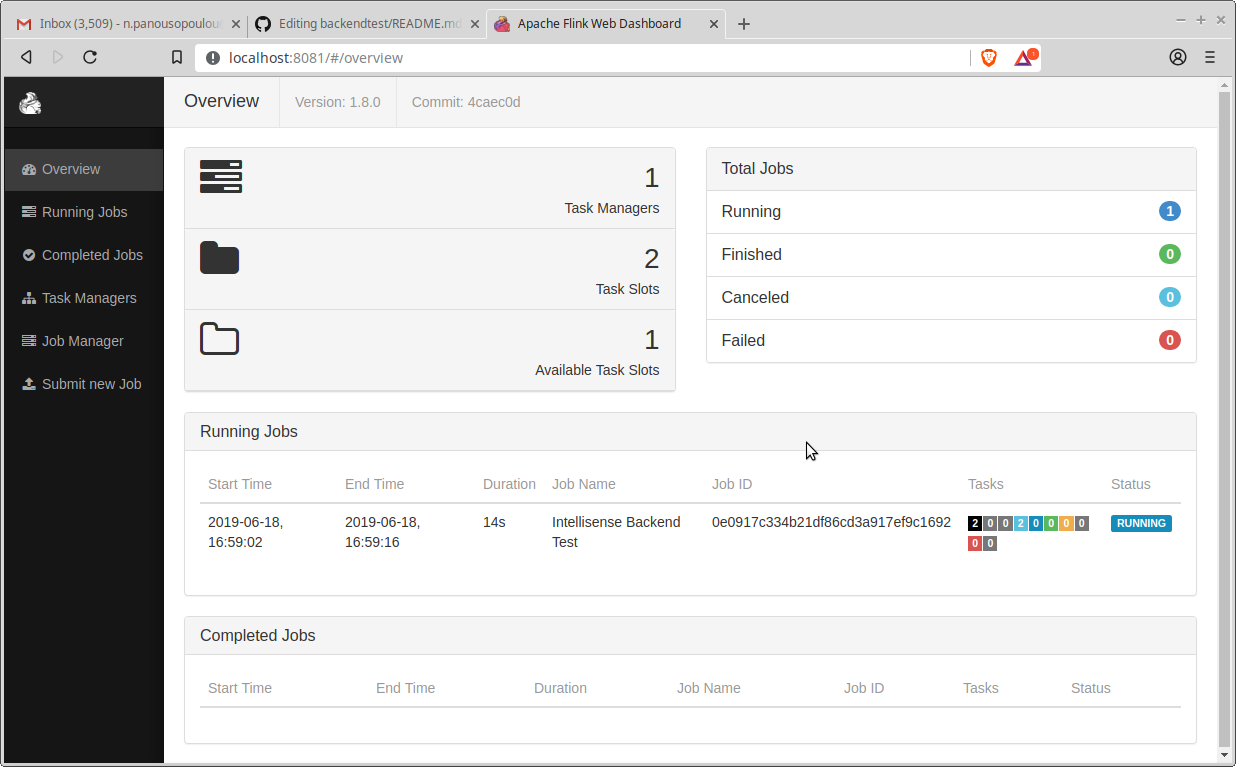 Inbox (3,509) - n.panousopoulou
Editing backendtest/README.md
Apache Flink Web Dashboard
localhost:8081/#/overview
1
Overview
Version: 1.8.0
Commit: 4caec0d
Overview
Running Jobs
Completed Jobs
Task Managers
Job Manager
Submit new Job
1
Task Managers
2
Task Slots
1
Available Task Slots
Total Jobs
Running 1
Finished 0
Canceled 0
Failed 0
Running Jobs
Start Time End Time Duration Job Name Job ID Tasks Status
2019-06-18, 2019-06-18, 14s Intellisense Backend 0e0917c334b21df86cd3a917ef9c1692 2 0 0 2 0 0 0 0 RUNNING
16:59:02 16:59:16 Test 0 0
Completed Jobs
Start Time End Time Duration Job Name Job ID Tasks Status